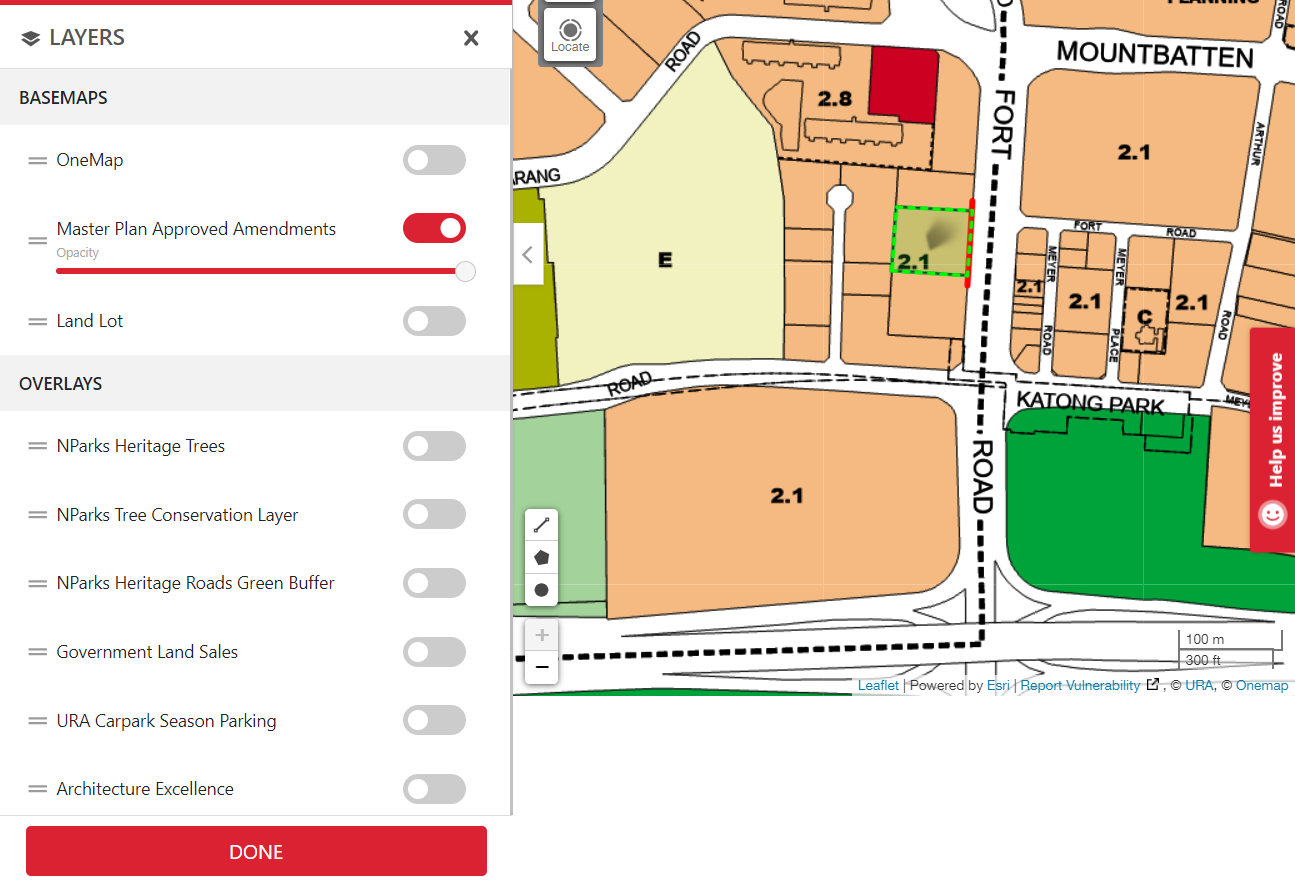 LAYERS
BASEMAPS
OneMap
Master Plan Approved Amendments
Opacity
Land Lot
OVERLAYS
NParks Heritage Trees
NParks Tree Conservation Layer
NParks Heritage Roads Green Buffer
Government Land Sales
URA Carpark Season Parking
Architecture Excellence
DONE
Locate
PLANNING
ROAD
ROAD
MOUNTBATTEN
2.8
FORT
ARTHUR
2.1
ARANG
E
2.1
FORT ROAD
MEYER
MEYER
2.1
2.1
C
2.1
ROAD
PLACE
ROAD
ROAD
KATONG PARK
MEY
2.1
ROAD
Help us improve
100 m
300 ft
Leaflet | Powered by Esri | Report Vulnerability , © URA, © Onemap